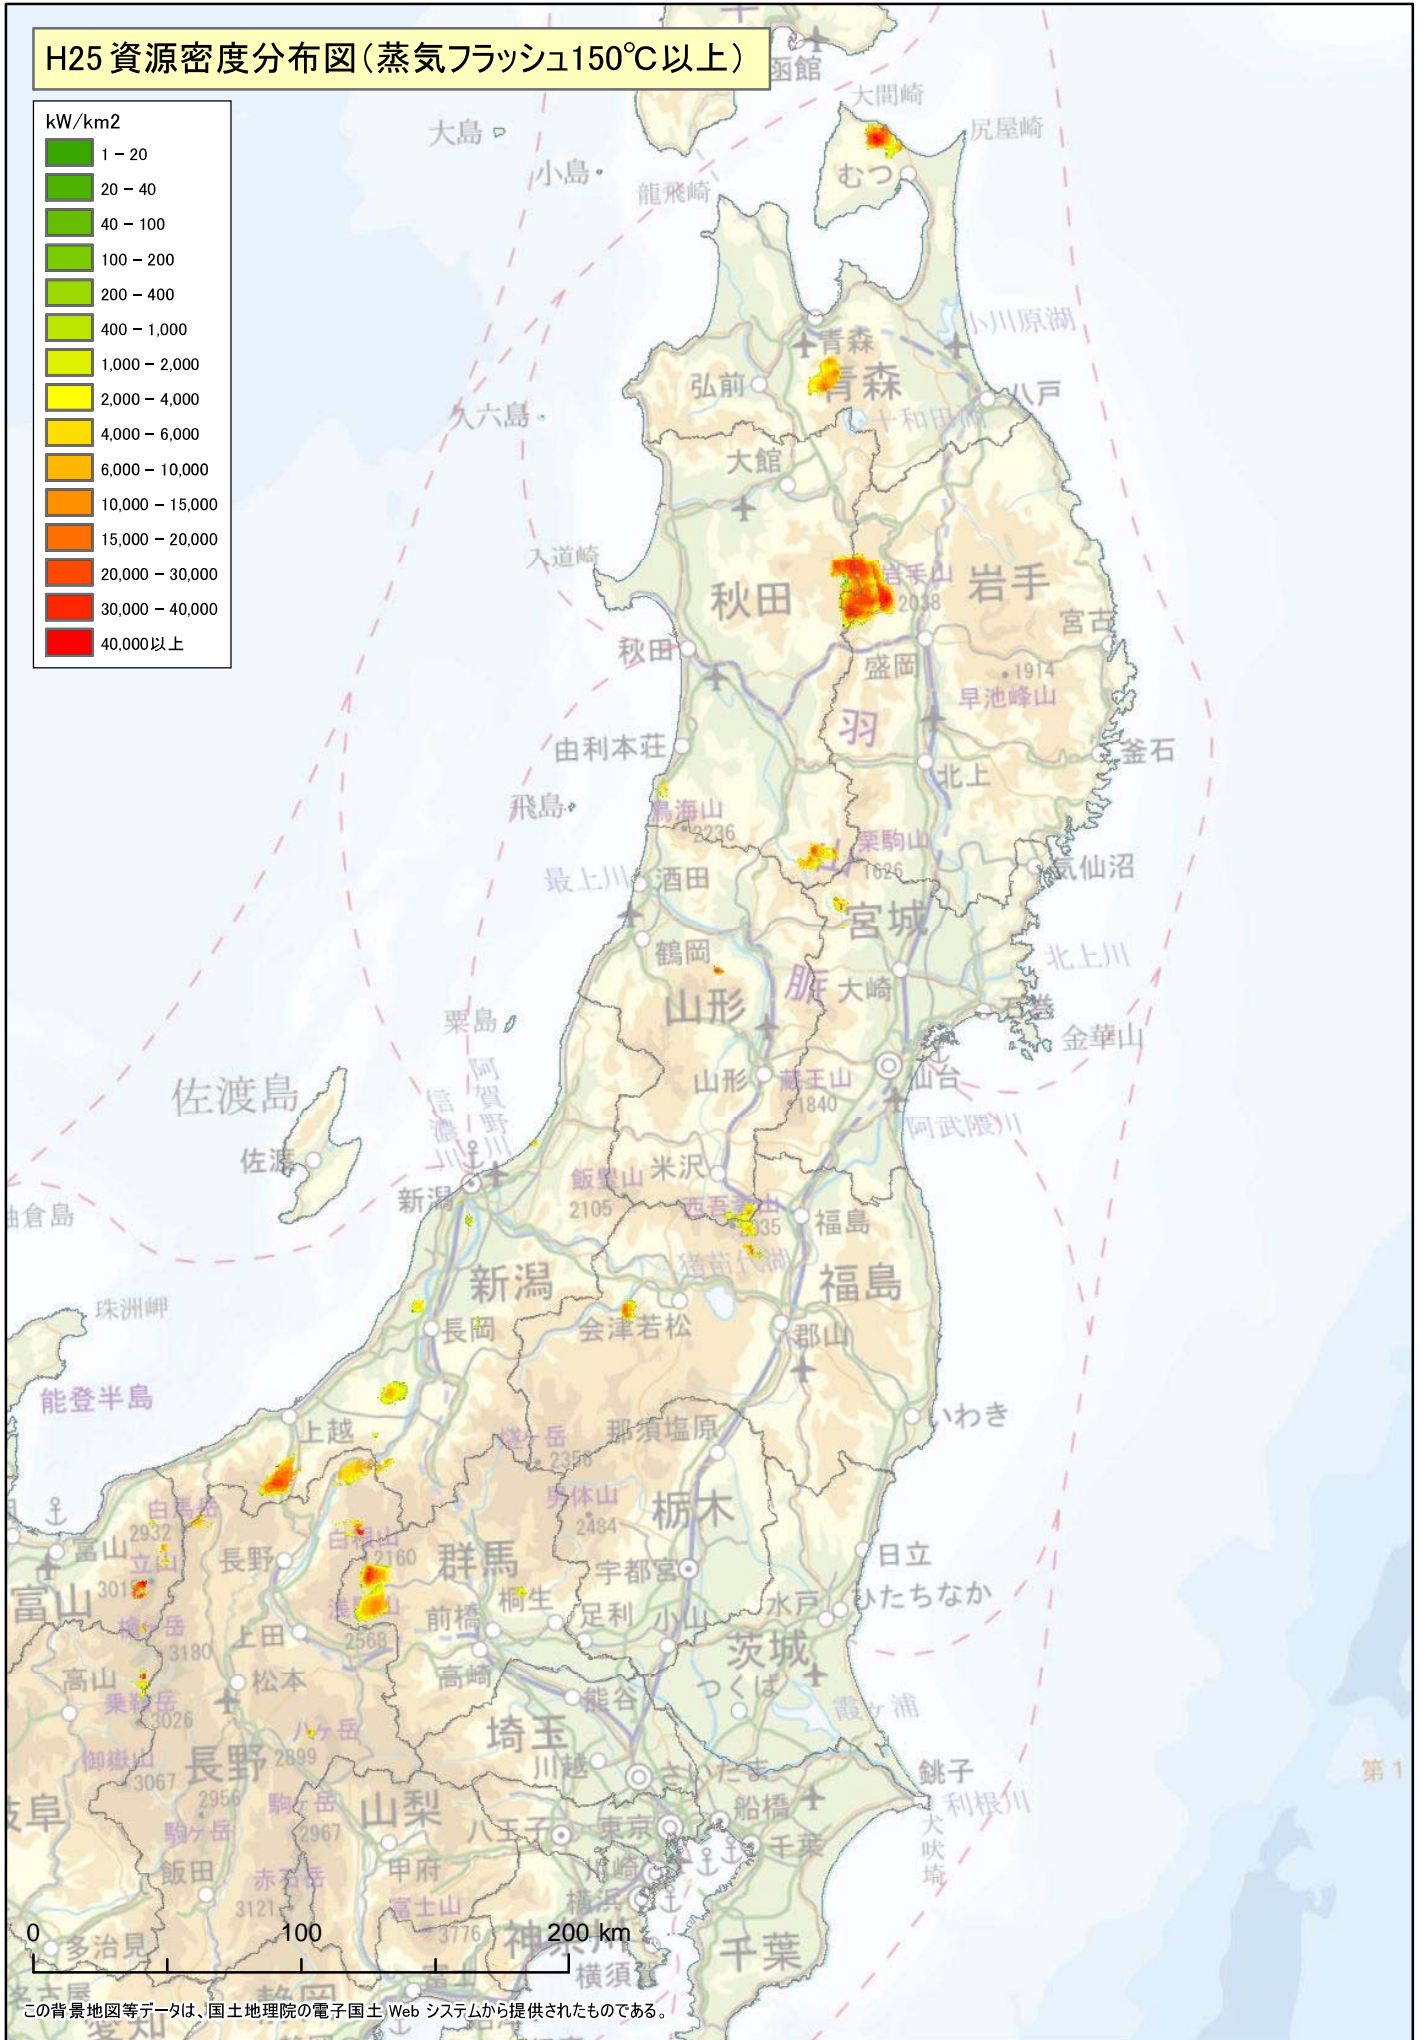 H25 資源密度分布図(蒸気フラッシュ150℃以上)
kW/km2
1 – 20
20 – 40
40 – 100
100 – 200
200 – 400
400 – 1,000
1,000 – 2,000
2,000 – 4,000
4,000 – 6,000
6,000 – 10,000
10,000 – 15,000
15,000 – 20,000
20,000 – 30,000
30,000 – 40,000
40,000以上
函館
大間崎
大島
尻屋崎
小島
むつ
龍飛崎
小川原湖
青森
青森
弘前
八戸
久六島
十和田湖
大館
入道崎
岩手山
2038
秋田
岩手
宮古
秋田
盛岡
1914
早池峰山
羽
由利本荘
釜石
北上
飛島
鳥海山
2236
栗駒山
1626
山
気仙沼
最上川
酒田
宮城
鶴岡
北上川
脈
大崎
山形
石巻
粟島
金華山
阿賀野川
信濃川
佐渡島
山形
蔵王山
1840
仙台
阿武隈川
佐渡
米沢
飯豊山
2105
新潟
福島
猪苗代湖
新潟
福島
珠洲岬
長岡
会津若松
郡山
能登半島
上越
いわき
那須塩原
2356
男体山
2484
栃木
白馬岳
2932
富山
立山
長野
2160
群馬
宇都宮
日立
富山
桐生
ひたちなか
水戸
前橋
足利
小山
上田
2568
3180
茨城
高山
松本
高崎
つくば
乗鞍岳
3026
熊谷
霞ヶ浦
八ヶ岳
2899
埼玉
御嶽山
3067
長野
川越
さいたま
銚子
第1
2956
駒ヶ岳
駒ヶ岳
2967
山梨
船橋
利根川
八王子
東京
犬吠埼
千葉
甲府
飯田
川崎
赤石岳
3121
富士山
3776
横浜
神奈川
千葉
多治見
横須
静岡
愛知
0 100 200 km
この背景地図等データは、国土地理院の電子国土 Web システムから提供されたものである。